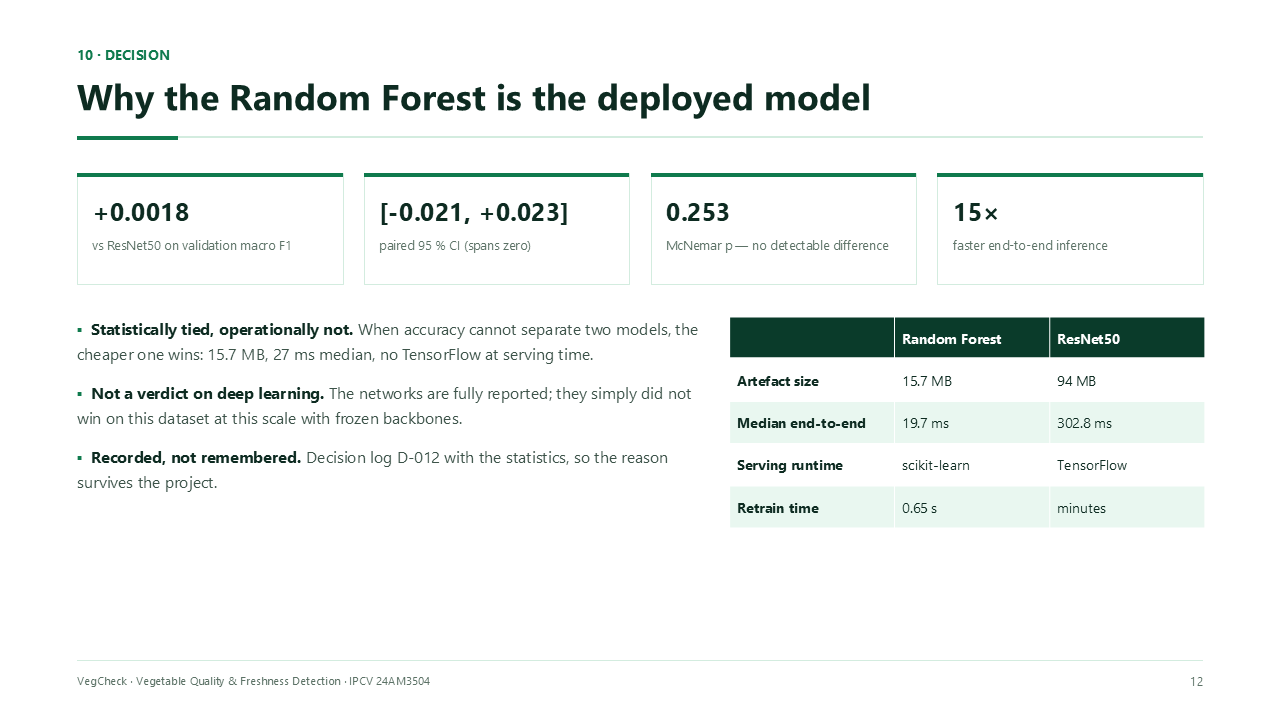 10 · DECISION
Why the Random Forest is the deployed model
+0.0018
vs ResNet50 on validation macro F1
[-0.021, +0.023]
paired 95 % CI (spans zero)
0.253
McNemar p — no detectable difference
15×
faster end-to-end inference
▪ Statistically tied, operationally not. When accuracy cannot separate two models, the
cheaper one wins: 15.7 MB, 27 ms median, no TensorFlow at serving time.
▪ Not a verdict on deep learning. The networks are fully reported; they simply did not
win on this dataset at this scale with frozen backbones.
▪ Recorded, not remembered. Decision log D-012 with the statistics, so the reason
survives the project.
Random Forest ResNet50
Artefact size 15.7 MB 94 MB
Median end-to-end 19.7 ms 302.8 ms
Serving runtime scikit-learn TensorFlow
Retrain time 0.65 s minutes
VegCheck · Vegetable Quality & Freshness Detection · IPCV 24AM3504
12